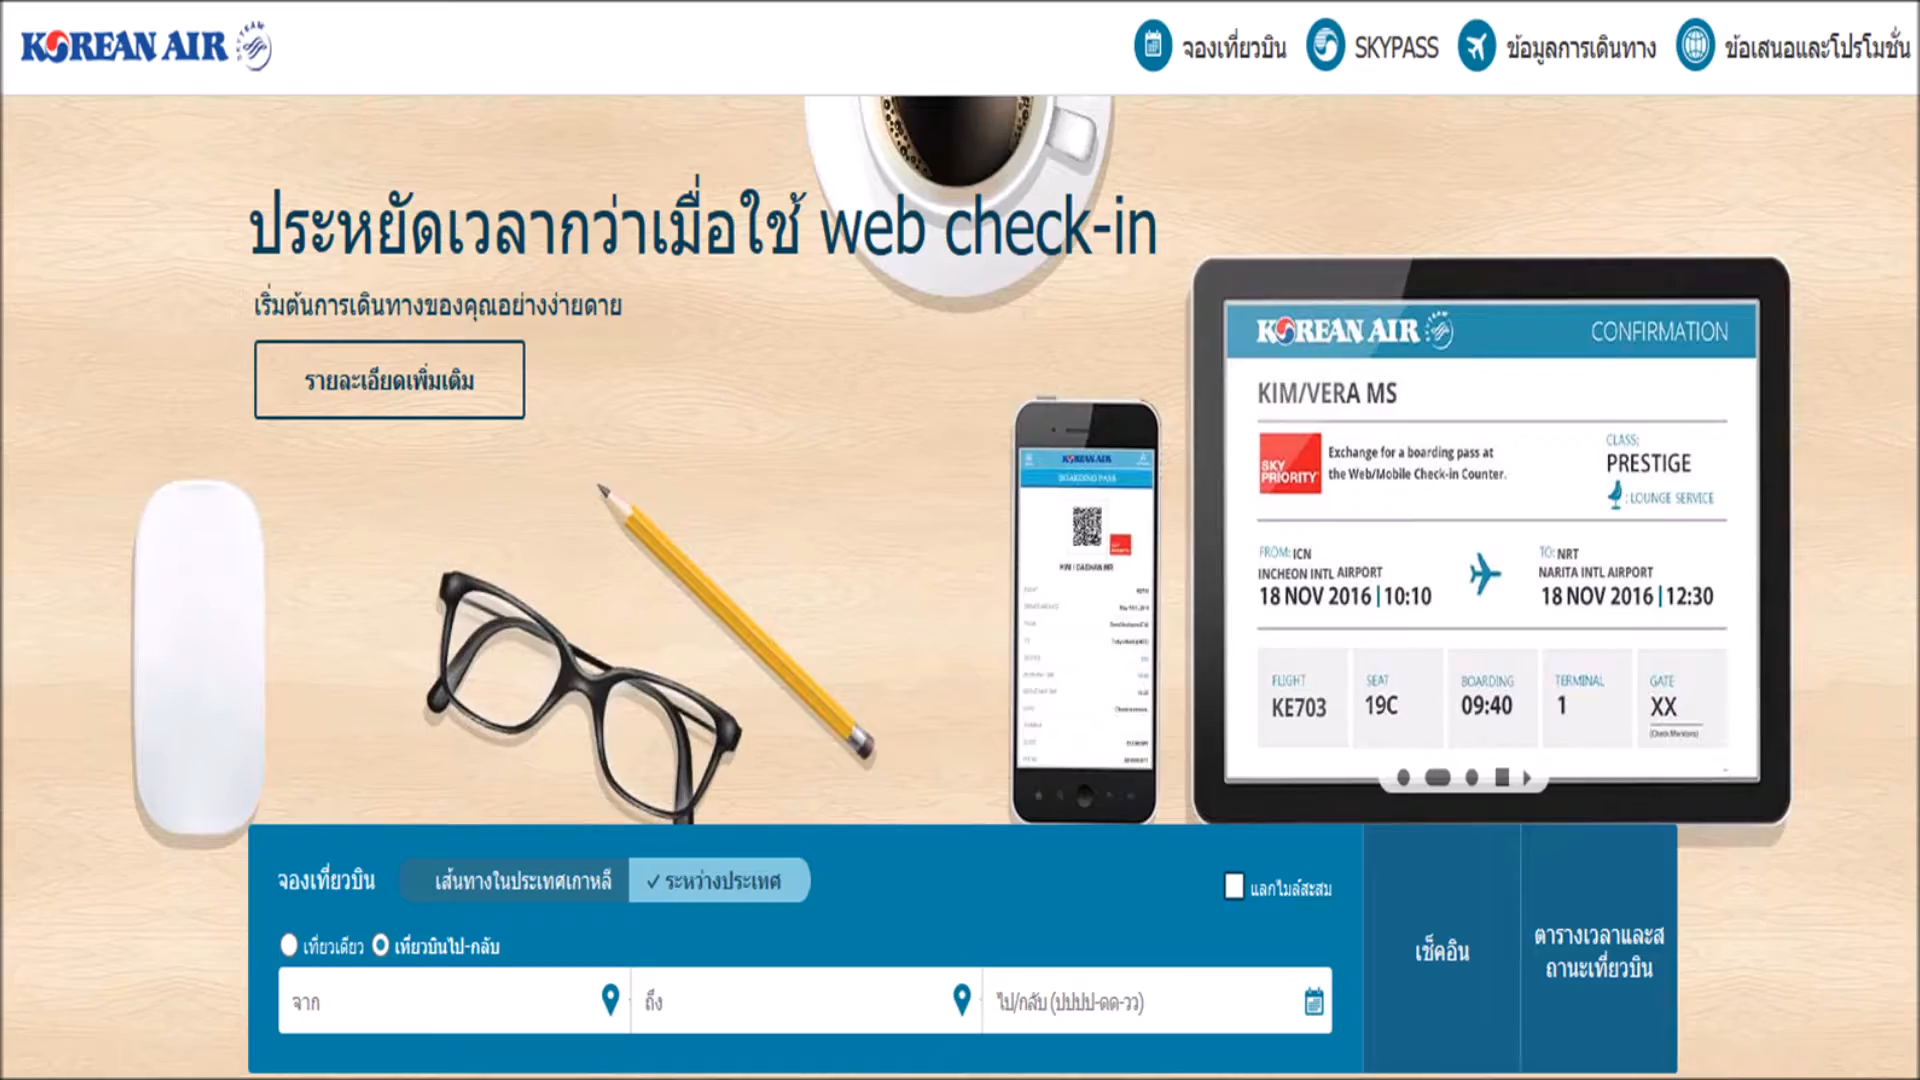 KOREAN AIR
จองเที่ยวบิน
SKYPASS
ข้อมูลการเดินทาง
ข้อเสนอและโปรโมชั่น
ประหยัดเวลากว่าเมื่อใช้ web check-in
เริ่มต้นการเดินทางของคุณอย่างง่ายดาย
รายละเอียดเพิ่มเติม
KOREAN AIR
BOARDING PASS
KOREAN AIR
CONFIRMATION
KIM/VERA MS
SKY PRIORITY
Exchange for a boarding pass at
the Web/Mobile Check-in Counter.
CLASS:
PRESTIGE
: LOUNGE SERVICE
FROM: ICN
INCHEON INTL AIRPORT
18 NOV 2016 | 10:10
TO: NRT
NARITA INTL AIRPORT
18 NOV 2016 | 12:30
FLIGHT
KE703
SEAT
19C
BOARDING
09:40
TERMINAL
1
GATE
XX
(Check Monitors)
จองเที่ยวบิน
เส้นทางในประเทศเกาหลี
✓ ระหว่างประเทศ
แลกไมล์สะสม
เที่ยวเดียว
เที่ยวบินไป-กลับ
จาก
ถึง
ไป/กลับ (ปปปป-ดด-วว)
เช็คอิน
ตารางเวลาและส
ถานะเที่ยวบิน